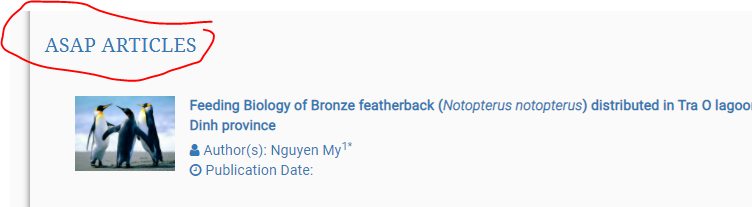 ASAP ARTICLES
Feeding Biology of Bronze featherback (Notopterus notopterus) distributed in Tra O lagoo
Dinh province
Author(s): Nguyen My1*
Publication Date: